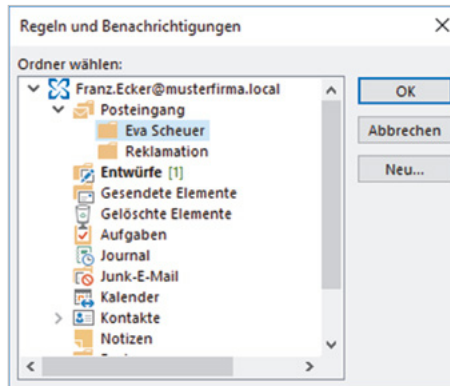 Regeln und Benachrichtigungen
Ordner wählen:
Franz.Ecker@musterfirma.local
Posteingang
Eva Scheuer
Reklamation
Entwürfe [1]
Gesendete Elemente
Gelöschte Elemente
Aufgaben
Journal
Junk-E-Mail
Kalender
Kontakte
Notizen
OK
Abbrechen
Neu...